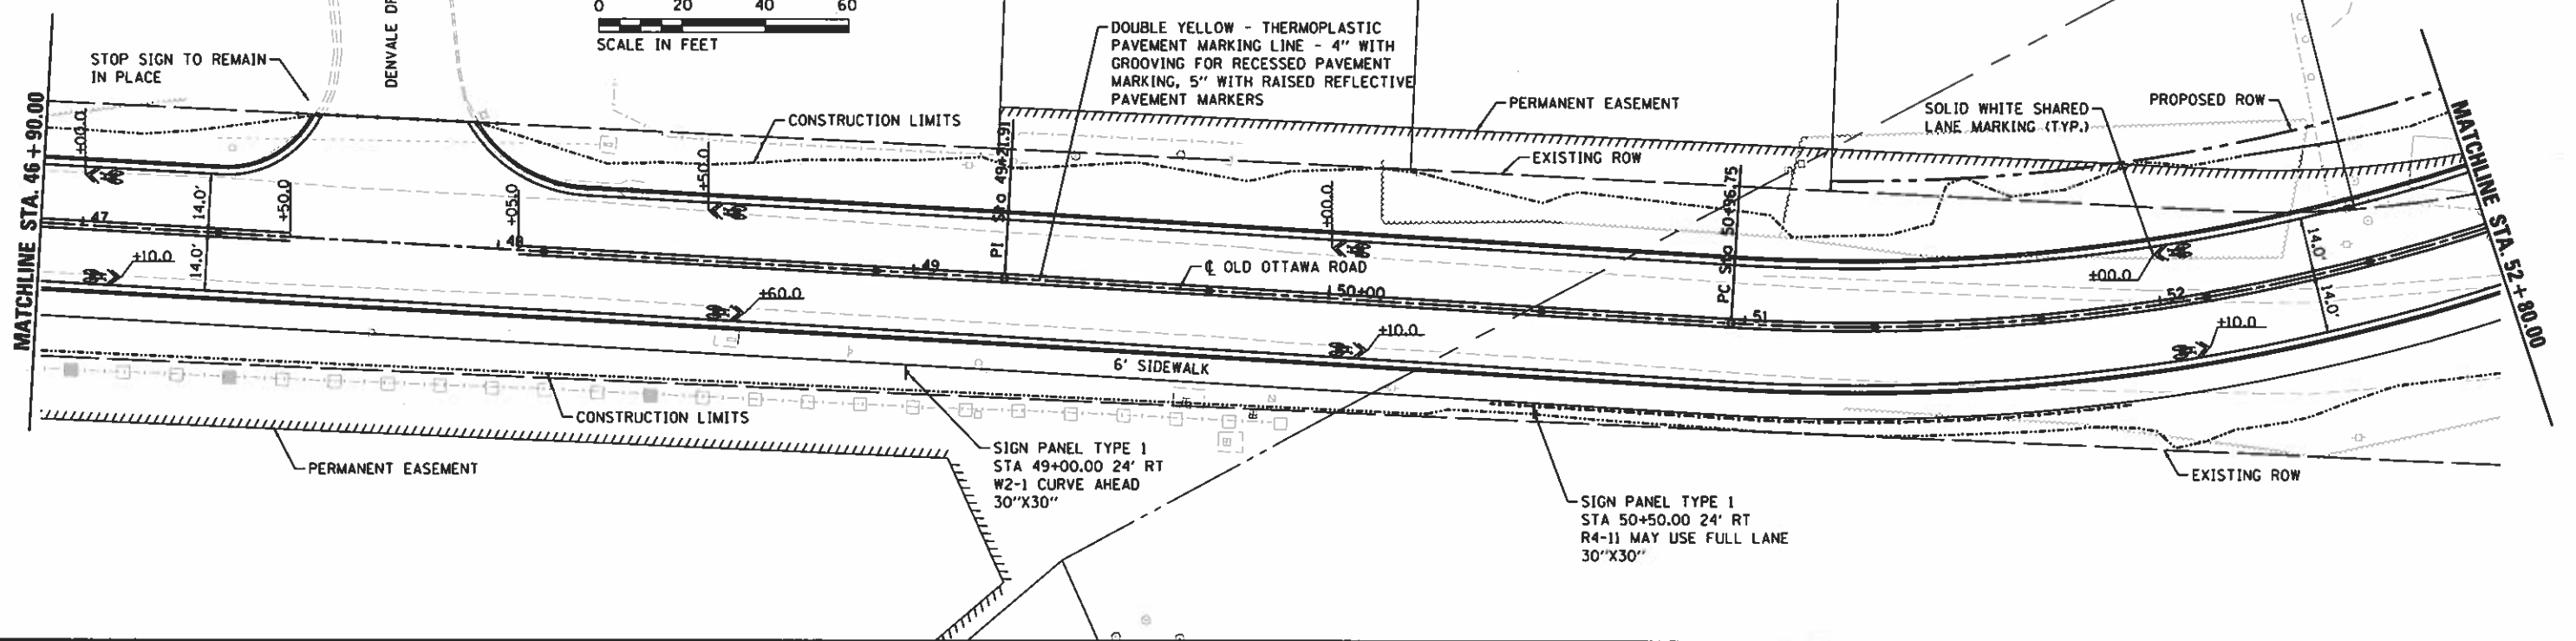 0 20 40 60
SCALE IN FEET
STOP SIGN TO REMAIN
IN PLACE
DOUBLE YELLOW - THERMOPLASTIC
PAVEMENT MARKING LINE - 4" WITH
GROOVING FOR RECESSED PAVEMENT
MARKING, 5" WITH RAISED REFLECTIVE
PAVEMENT MARKERS
DENVALE
CONSTRUCTION LIMITS
PERMANENT EASEMENT
SOLID WHITE SHARED
LANE MARKING (TYP.)
PROPOSED ROW
EXISTING ROW
MATCHLINE STA. 46+90.00
MATCHLINE STA. 52+80.00
+00.0
+50.0
+05.0
+50.0
PI Sta 49+21.91
+00.0
PC Sta 50+96.75
+00.0
14.0'
14.0'
14.0'
14.0'
47
48
49
50+00
51
52
℄ OLD OTTAWA ROAD
+10.0
+60.0
+10.0
+10.0
6' SIDEWALK
CONSTRUCTION LIMITS
PERMANENT EASEMENT
SIGN PANEL TYPE 1
STA 49+00.00 24' RT
W2-1 CURVE AHEAD
30"X30"
SIGN PANEL TYPE 1
STA 50+50.00 24' RT
R4-11 MAY USE FULL LANE
30"X30"
EXISTING ROW